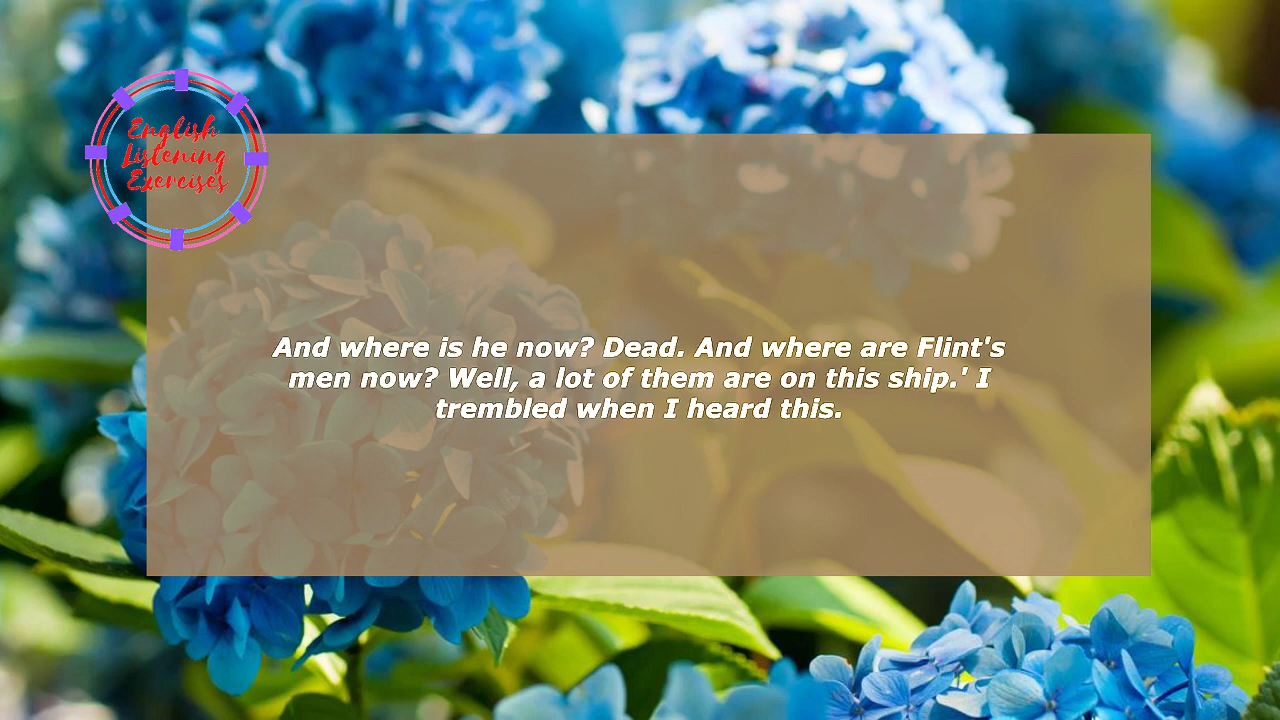 English
Listening
Exercises
And where is he now? Dead. And where are Flint's
men now? Well, a lot of them are on this ship.' I
trembled when I heard this.